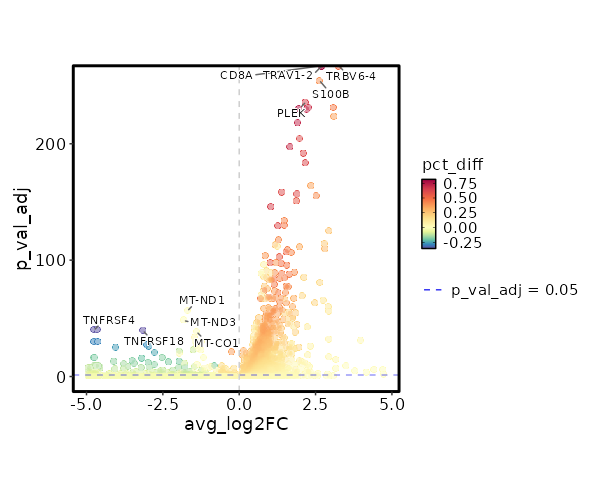 CD8A
TRAV1-2
TRBV6-4
S100B
PLEK
MT-ND1
TNFRSF4
MT-ND3
TNFRSF18
MT-CO1
p_val_adj
200
100
0
-5.0
-2.5
0.0
2.5
5.0
avg_log2FC
pct_diff
0.75
0.50
0.25
0.00
-0.25
p_val_adj = 0.05